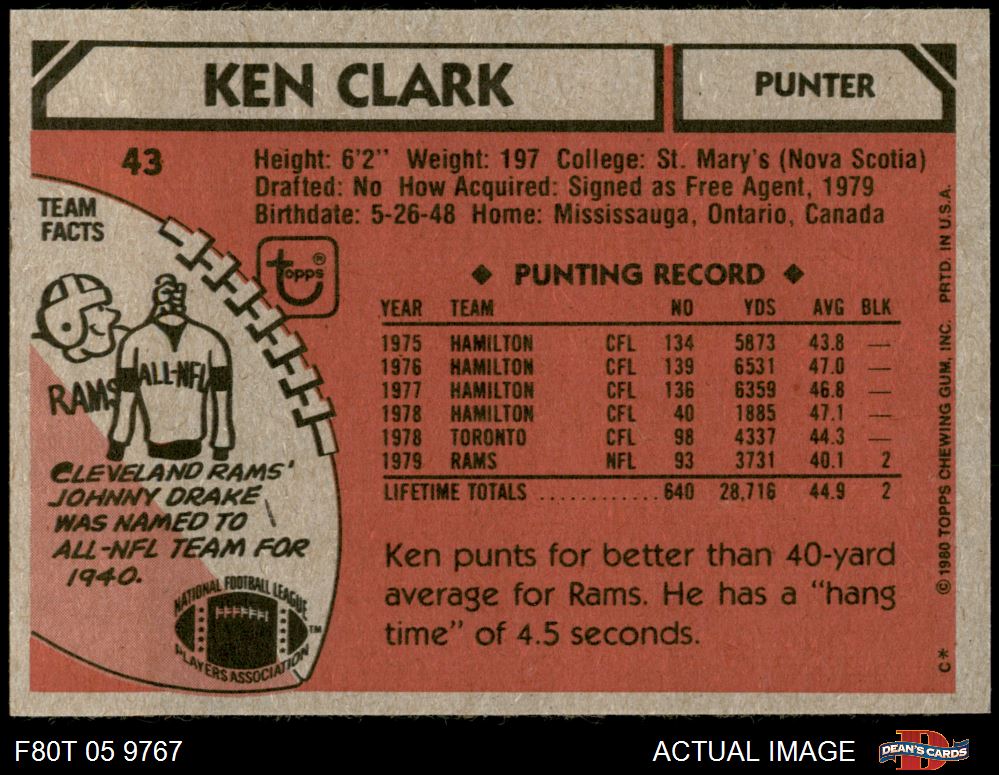 KEN CLARK
PUNTER
43
Height: 6'2" Weight: 197 College: St. Mary's (Nova Scotia)
Drafted: No How Acquired: Signed as Free Agent, 1979
Birthdate: 5-26-48 Home: Mississauga, Ontario, Canada
TEAM
FACTS
topps®
RAMS
ALL-NFL
CLEVELAND RAMS'
JOHNNY DRAKE
WAS NAMED TO
ALL-NFL TEAM FOR
1940.
NATIONAL FOOTBALL LEAGUE
PLAYERS ASSOCIATION
TM
◆ PUNTING RECORD ◆
YEAR TEAM NO YDS AVG BLK
1975 HAMILTON CFL 134 5873 43.8 —
1976 HAMILTON CFL 139 6531 47.0 —
1977 HAMILTON CFL 136 6359 46.8 —
1978 HAMILTON CFL 40 1885 47.1 —
1978 TORONTO CFL 98 4337 44.3 —
1979 RAMS NFL 93 3731 40.1 2
LIFETIME TOTALS ............ 640 28,716 44.9 2
Ken punts for better than 40-yard
average for Rams. He has a "hang
time" of 4.5 seconds.
C* © 1980 TOPPS CHEWING GUM, INC. PRTD. IN U.S.A.
F80T 05 9767
ACTUAL IMAGE
D
DEAN'S CARDS